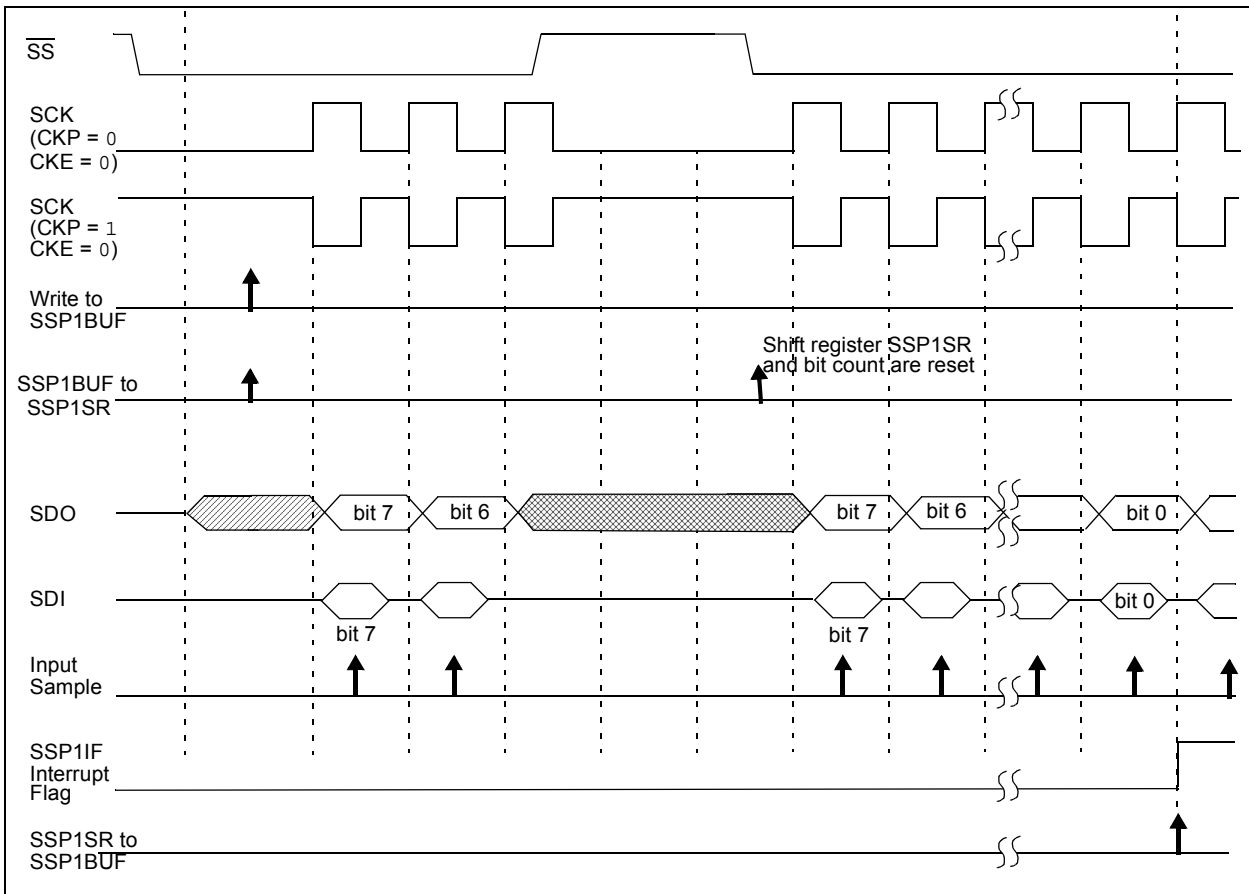 SS
SCK
(CKP = 0
CKE = 0)
SCK
(CKP = 1
CKE = 0)
Write to
SSP1BUF
Shift register SSP1SR
and bit count are reset
SSP1BUF to
SSP1SR
SDO
bit 7
bit 6
bit 7
bit 6
bit 0
SDI
bit 0
bit 7
bit 7
Input
Sample
SSP1IF
Interrupt
Flag
SSP1SR to
SSP1BUF